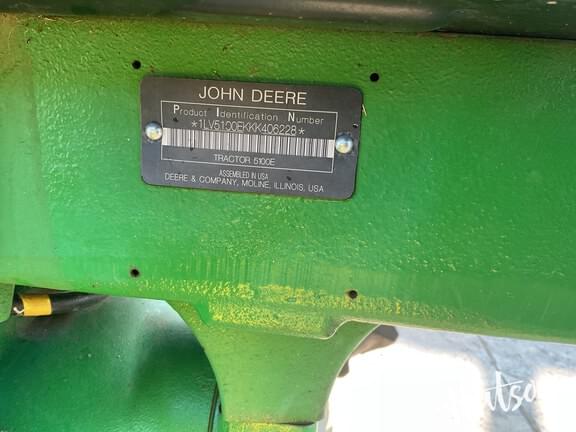 JOHN DEERE
Product Identification Number
*1LV5100EKKK406228*
TRACTOR 5100E
ASSEMBLED IN USA
DEERE & COMPANY, MOLINE, ILLINOIS, USA